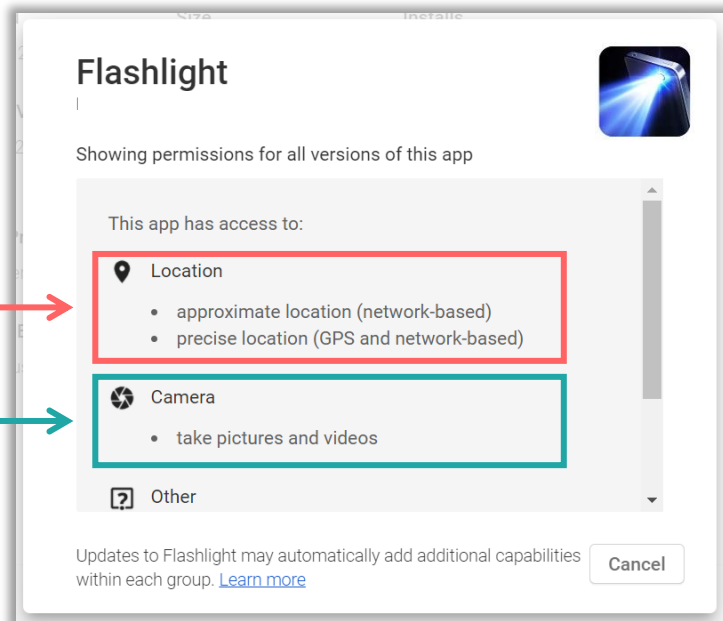 Size Installs
Flashlight
Showing permissions for all versions of this app
This app has access to:
Location
• approximate location (network-based)
• precise location (GPS and network-based)
Camera
• take pictures and videos
Other
Updates to Flashlight may automatically add additional capabilities
within each group. Learn more
Cancel